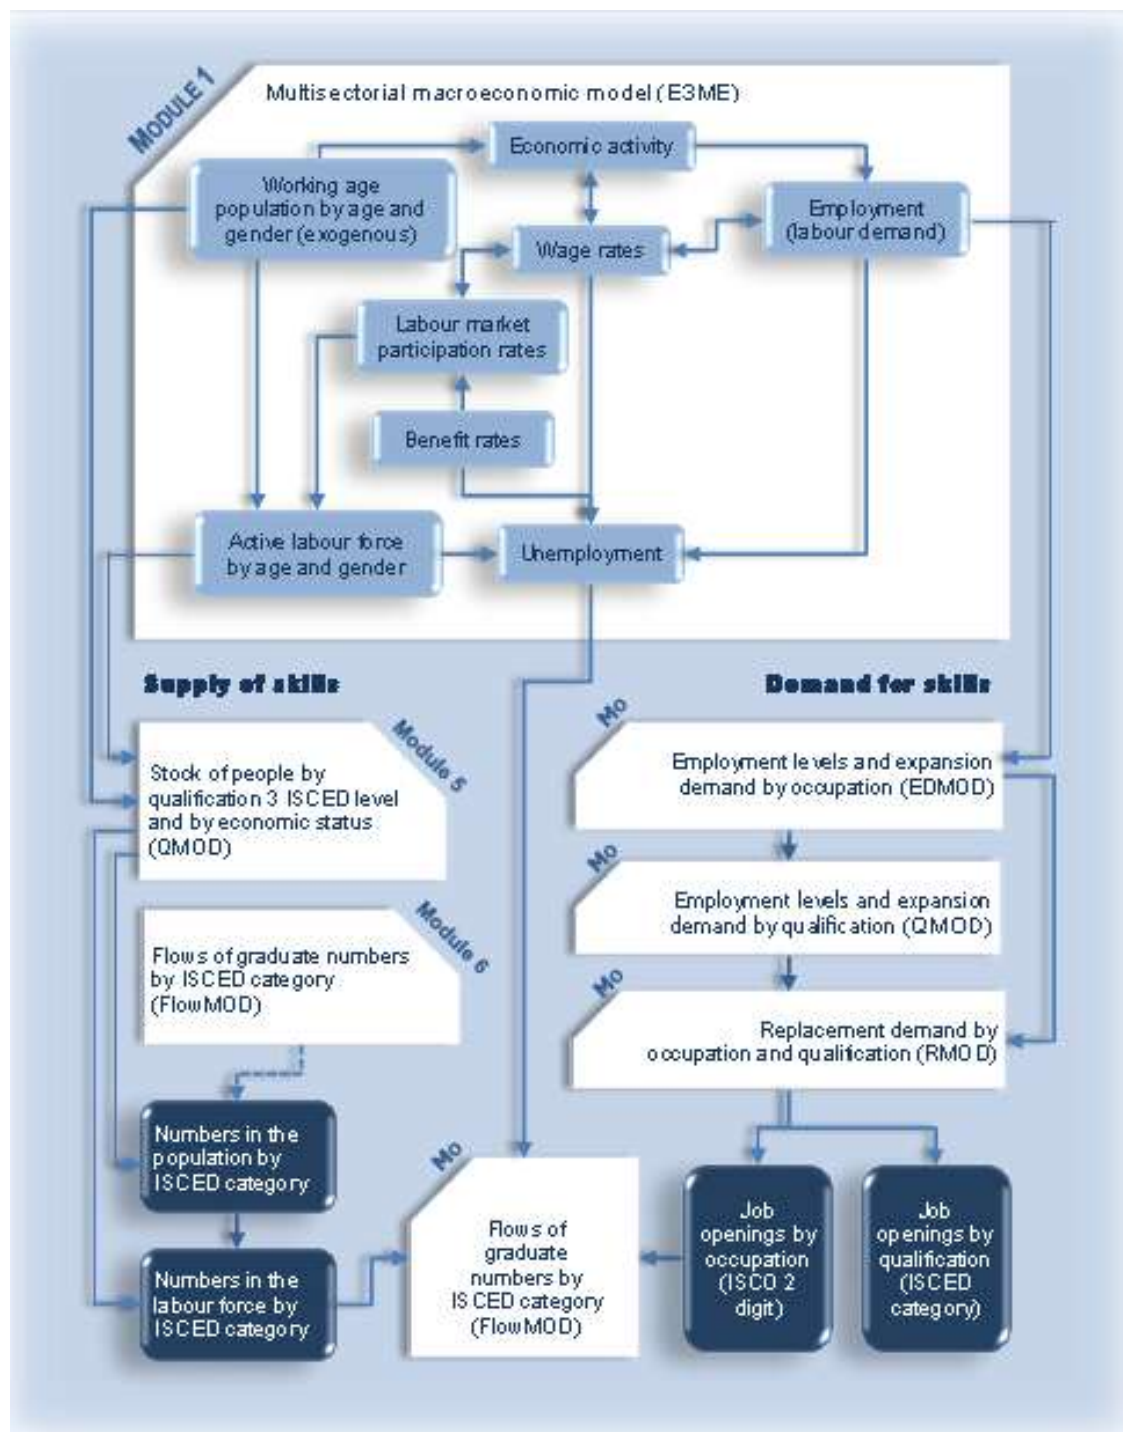 MODULE 1
Multisectorial macroeconomic model (E3ME)
Economic activity
Working age
population by age and
gender (exogenous)
Employment
(labour demand)
Wage rates
Labour market
participation rates
Benefit rates
Active labour force
by age and gender
Unemployment
Supply of skills
Demand for skills
Module 5
Stock of people by
qualification 3 ISCED level
and by economic status
(QMOD)
Mo
Employment levels and expansion
demand by occupation (EDMOD)
Mo
Employment levels and expansion
demand by qualification (QMOD)
Module 6
Flows of graduate numbers
by ISCED category
(FlowMOD)
Mo
Replacement demand by
occupation and qualification (RMOD)
Numbers in the
population by
ISCED category
Numbers in the
labour force by
ISCED category
Mo
Flows of
graduate
numbers by
ISCED category
(FlowMOD)
Job
openings by
occupation
(ISCO 2
digit)
Job
openings by
qualification
(ISCED
category)